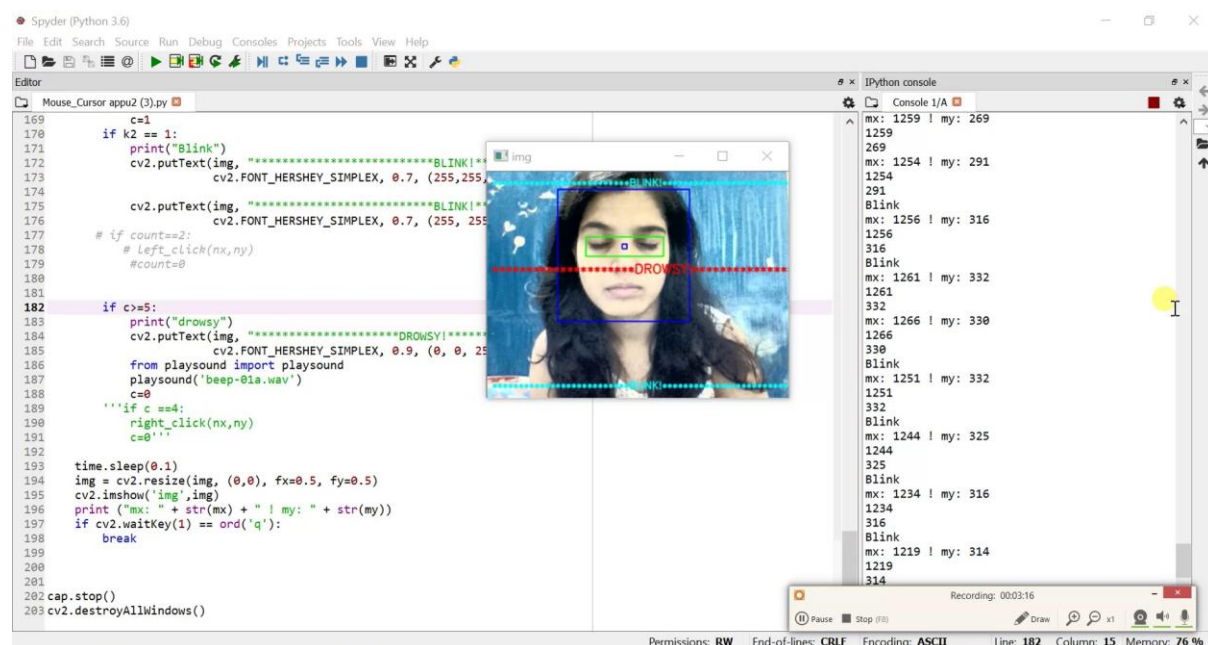 Spyder (Python 3.6)
File Edit Search Source Run Debug Consoles Projects Tools View Help
Editor
Mouse_Cursor appu2 (3).py
169 c=1
170 if k2 == 1:
171 print("Blink")
172 cv2.putText(img, "**************************BLINK!**
173 cv2.FONT_HERSHEY_SIMPLEX, 0.7, (255,255,
174
175 cv2.putText(img, "**************************BLINK!**
176 cv2.FONT_HERSHEY_SIMPLEX, 0.7, (255, 255
177 # if count==2:
178 # left_click(nx,ny)
179 #count=0
180
181
182 if c>=5:
183 print("drowsy")
184 cv2.putText(img, "*********************DROWSY!******
185 cv2.FONT_HERSHEY_SIMPLEX, 0.9, (0, 0, 25
186 from playsound import playsound
187 playsound('beep-01a.wav')
188 c=0
189 '''if c ==4:
190 right_click(nx,ny)
191 c=0'''
192
193 time.sleep(0.1)
194 img = cv2.resize(img, (0,0), fx=0.5, fy=0.5)
195 cv2.imshow('img',img)
196 print ("mx: " + str(mx) + " ! my: " + str(my))
197 if cv2.waitKey(1) == ord('q'):
198 break
199
200
201
202 cap.stop()
203 cv2.destroyAllWindows()
img
BLINK!
DROWSY!
BLINK!
IPython console
Console 1/A
mx: 1259 ! my: 269
1259
269
mx: 1254 ! my: 291
1254
291
Blink
mx: 1256 ! my: 316
1256
316
Blink
mx: 1261 ! my: 332
1261
332
mx: 1266 ! my: 330
1266
330
Blink
mx: 1251 ! my: 332
1251
332
Blink
mx: 1244 ! my: 325
1244
325
Blink
mx: 1234 ! my: 316
1234
316
Blink
mx: 1219 ! my: 314
1219
314
Recording: 00:03:16
Pause Stop (F8) Draw x1
Permissions: RW End-of-lines: CRLF Encoding: ASCII Line: 182 Column: 15 Memory: 76 %